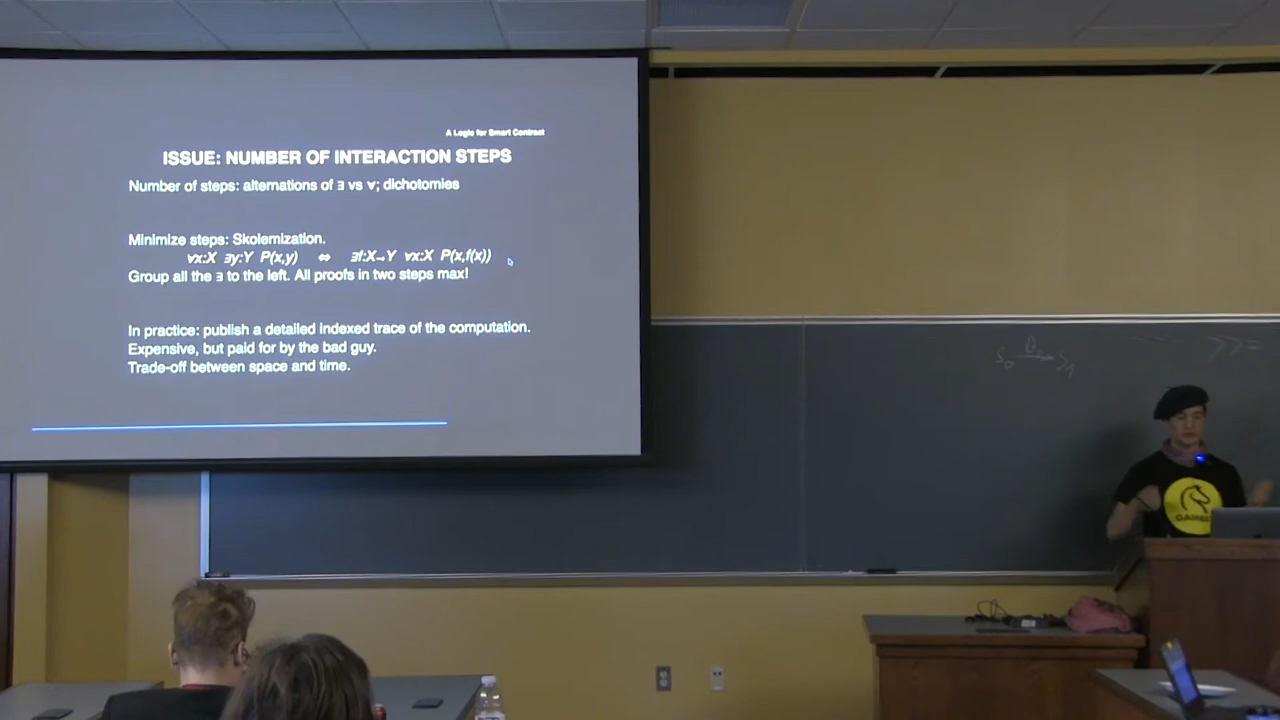 A Logic for Smart Contract
ISSUE: NUMBER OF INTERACTION STEPS
Number of steps: alternations of ∃ vs ∀; dichotomies
Minimize steps: Skolemization.
∀x:X ∃y:Y P(x,y) ⇔ ∃f:X→Y ∀x:X P(x,f(x))
Group all the ∃ to the left. All proofs in two steps max!
In practice: publish a detailed indexed trace of the computation.
Expensive, but paid for by the bad guy.
Trade-off between space and time.